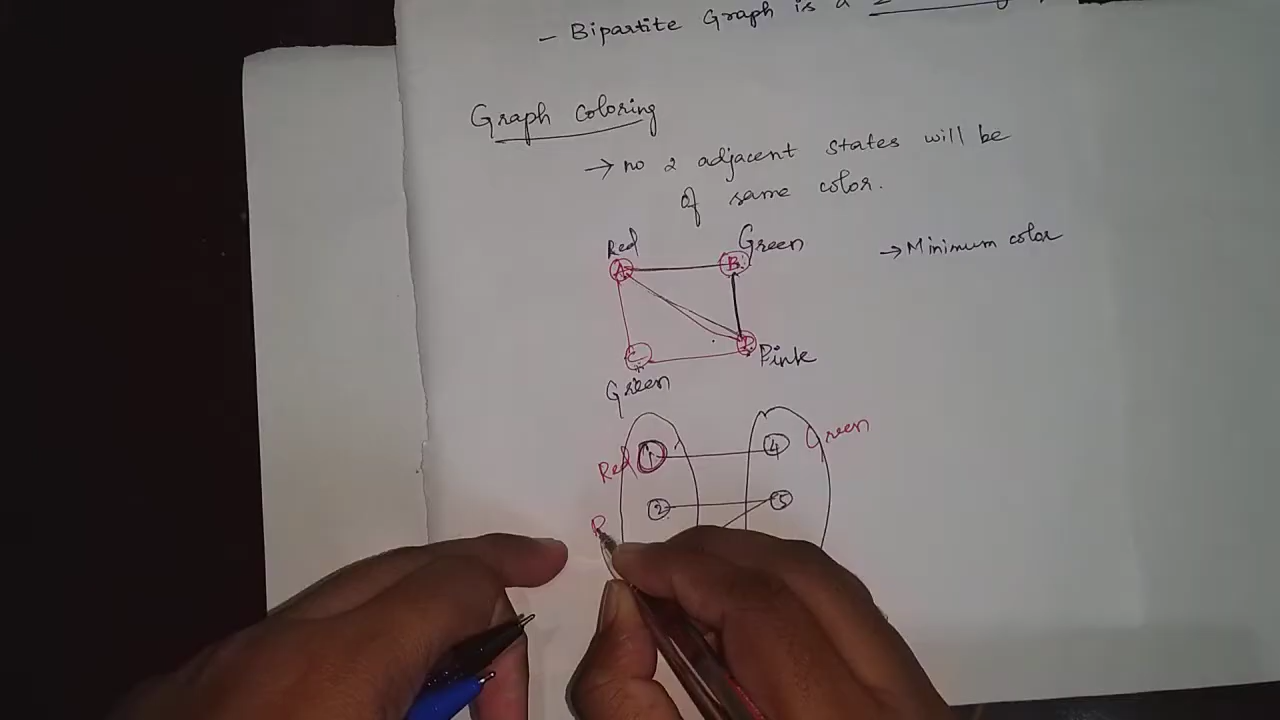 - Bipartite Graph is a
Graph Coloring
→ no 2 adjacent states will be
of same color.
Red
Green
→ Minimum color
A
B
C
Pink
Green
Red
1
4
Green
2
5
R